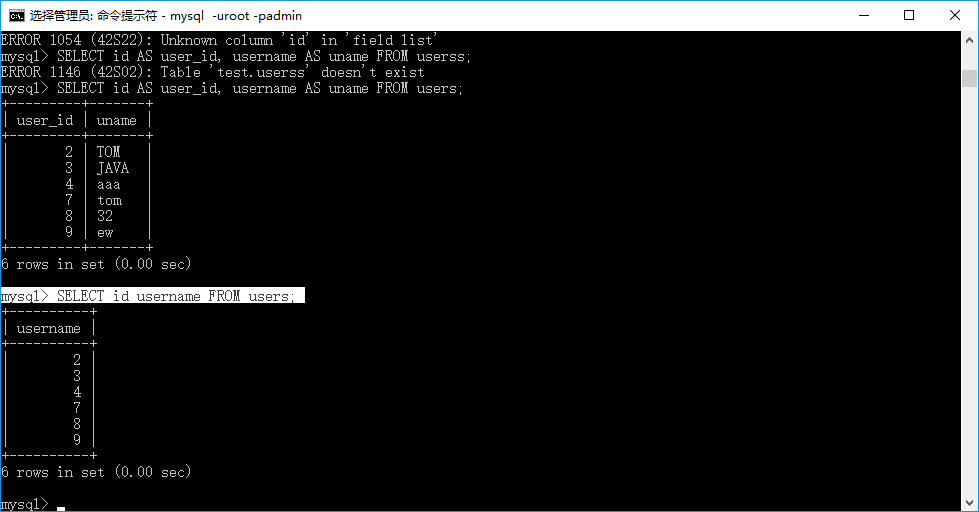 选择管理员: 命令提示符 - mysql  -uroot -padmin
ERROR 1054 (42S22): Unknown column 'id' in 'field list'
mysql> SELECT id AS user_id, username AS uname FROM userss;
ERROR 1146 (42S02): Table 'test.userss' doesn't exist
mysql> SELECT id AS user_id, username AS uname FROM users;
+---------+-------+
| user_id | uname |
+---------+-------+
|       2 | TOM   |
|       3 | JAVA  |
|       4 | aaa   |
|       7 | tom   |
|       8 | 32    |
|       9 | ew    |
+---------+-------+
6 rows in set (0.00 sec)
mysql> SELECT id username FROM users;
+----------+
| username |
+----------+
|        2 |
|        3 |
|        4 |
|        7 |
|        8 |
|        9 |
+----------+
6 rows in set (0.00 sec)
mysql>